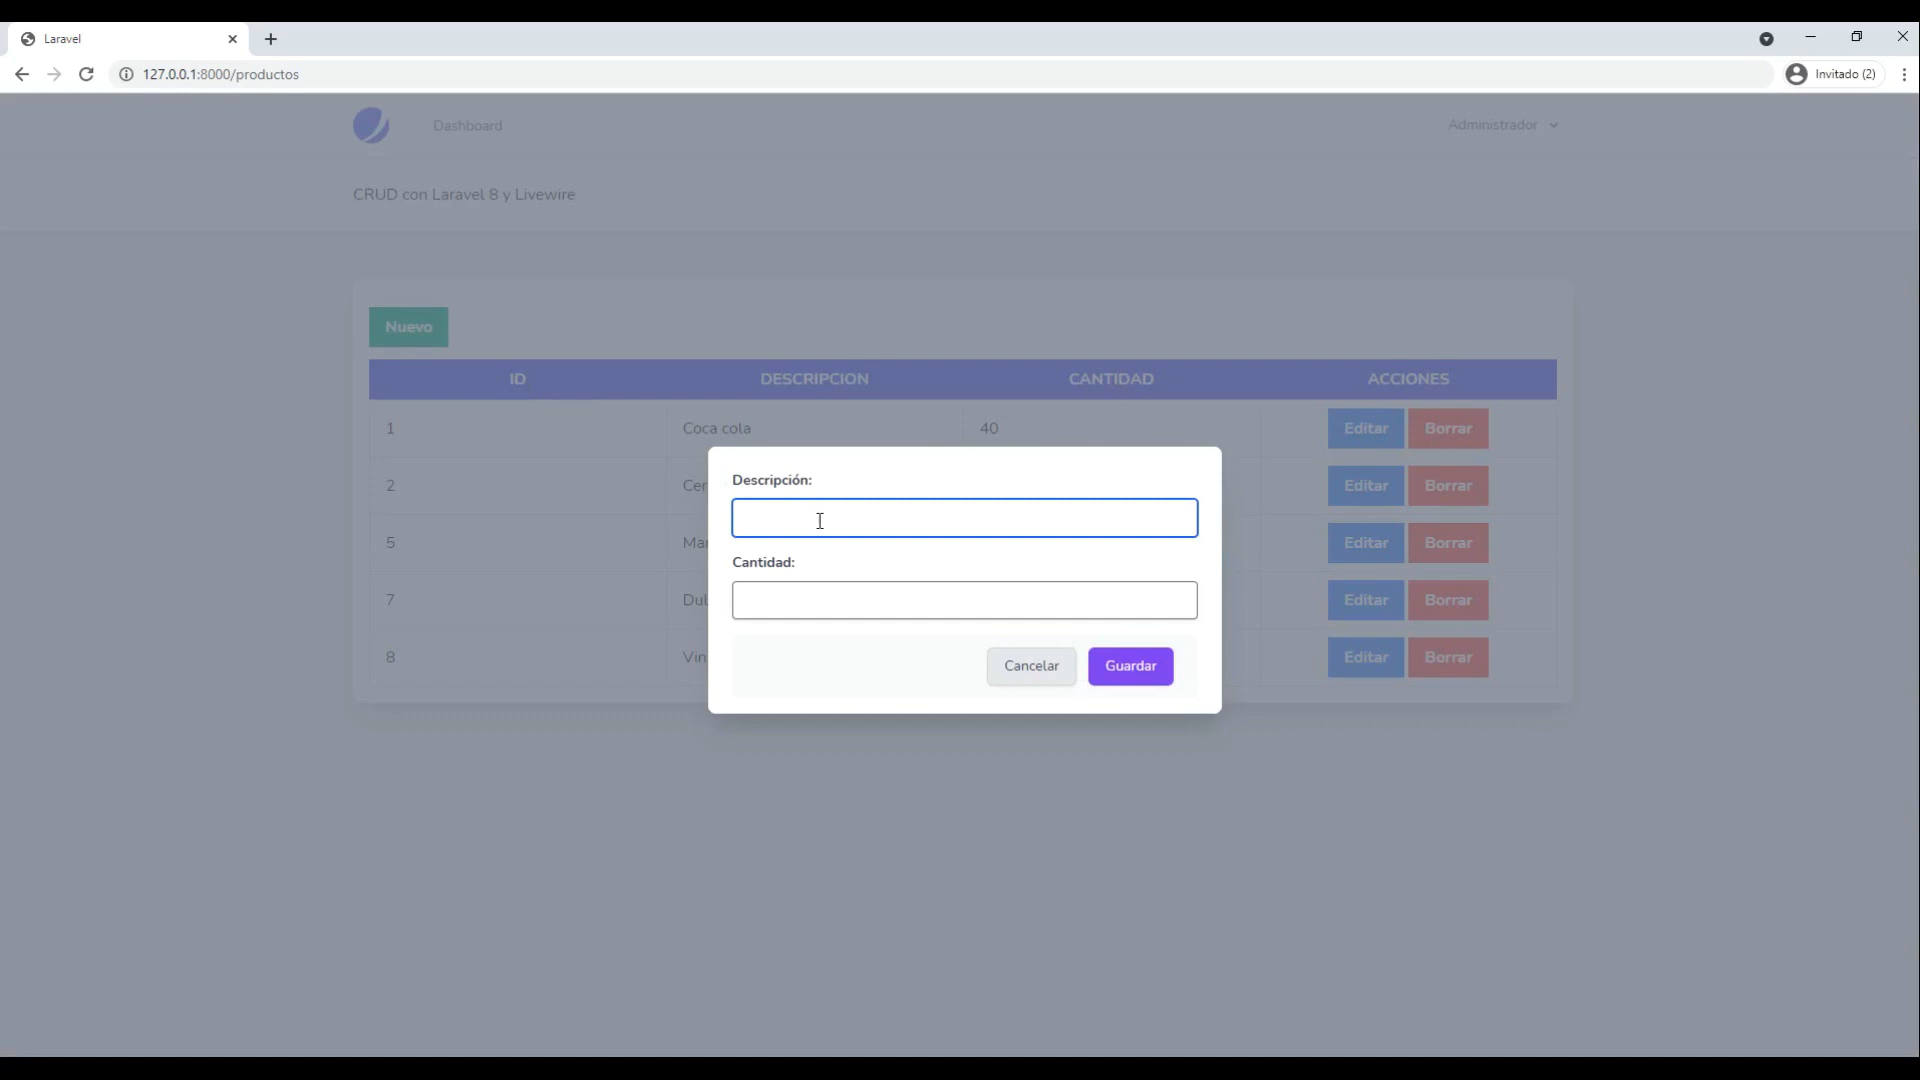 Laravel
127.0.0.1:8000/productos
Invitado (2)
Dashboard
Administrador
CRUD con Laravel 8 y Livewire
Nuevo
ID DESCRIPCION CANTIDAD ACCIONES
1 Coca cola 40 Editar Borrar
2 Cer Editar Borrar
5 Editar Borrar
7 Dul Editar Borrar
8 Vin Editar Borrar
Descripción:
Cantidad:
Cancelar Guardar